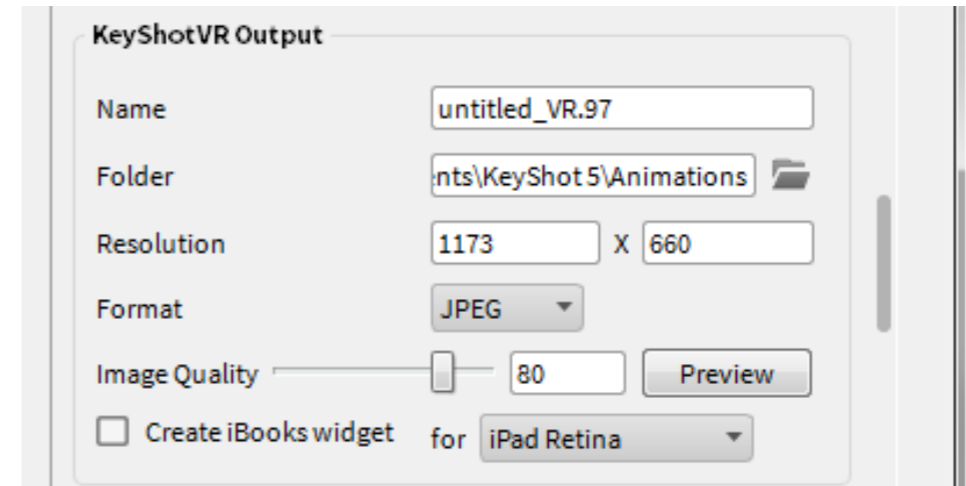 KeyShotVR Output
Name untitled_VR.97
Folder nts\KeyShot 5\Animations
Resolution 1173 X 660
Format JPEG
Image Quality 80 Preview
Create iBooks widget for iPad Retina